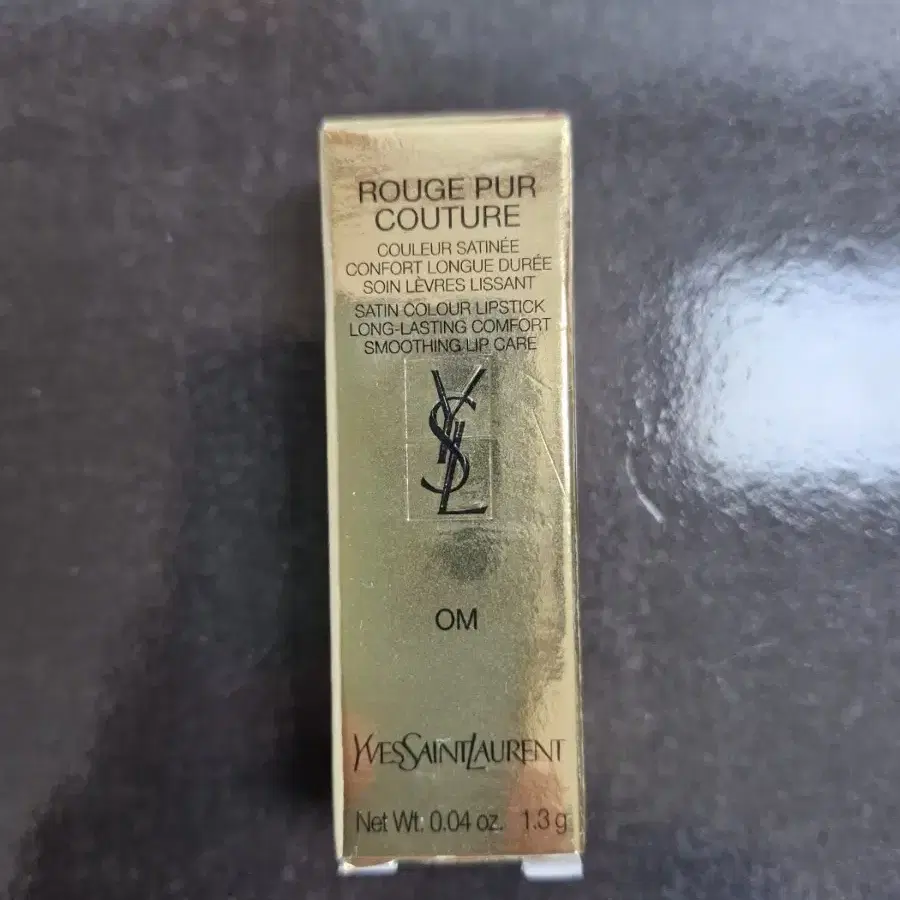 ROUGE PUR
COUTURE
COULEUR SATINÉE
CONFORT LONGUE DURÉE
SOIN LÈVRES LISSANT
SATIN COLOUR LIPSTICK
LONG-LASTING COMFORT
SMOOTHING LIP CARE
YSL
OM
YVESSAINTLAURENT
Net Wt. 0.04 oz. 1.3 g